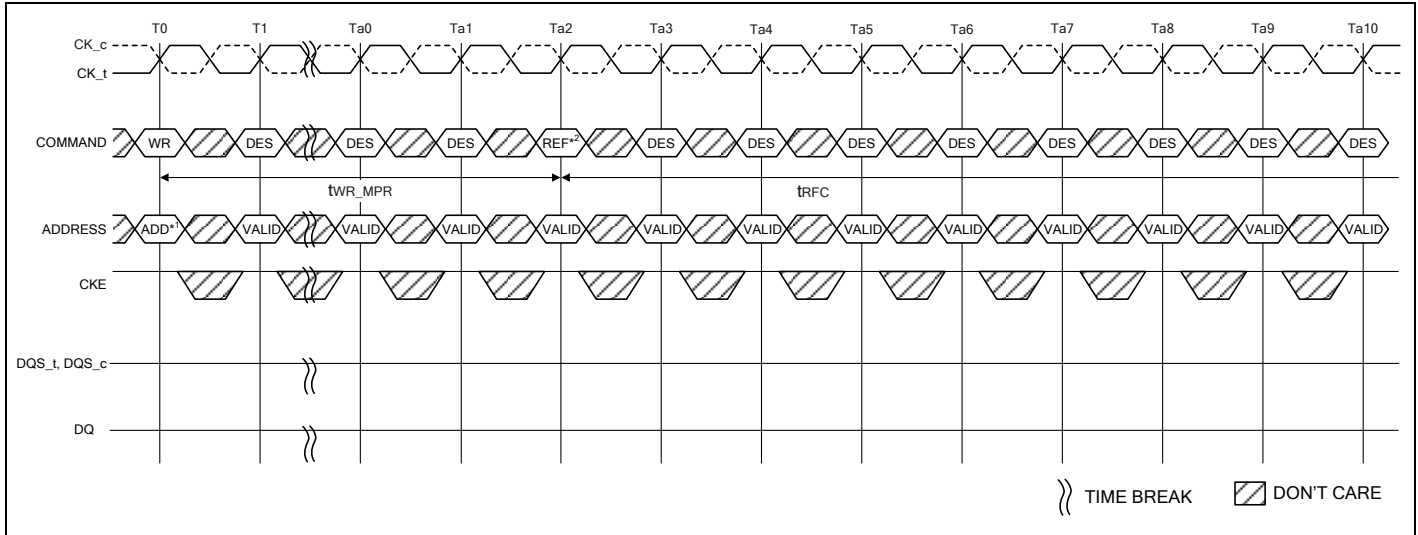 T0 T1 Ta0 Ta1 Ta2 Ta3 Ta4 Ta5 Ta6 Ta7 Ta8 Ta9 Ta10
CK_c
CK_t
COMMAND WR DES DES DES REF*2 DES DES DES DES DES DES DES DES
tWR_MPR tRFC
ADDRESS ADD*1 VALID VALID VALID VALID VALID VALID VALID VALID VALID VALID VALID VALID
CKE
DQS_t, DQS_c
DQ
TIME BREAK DON'T CARE